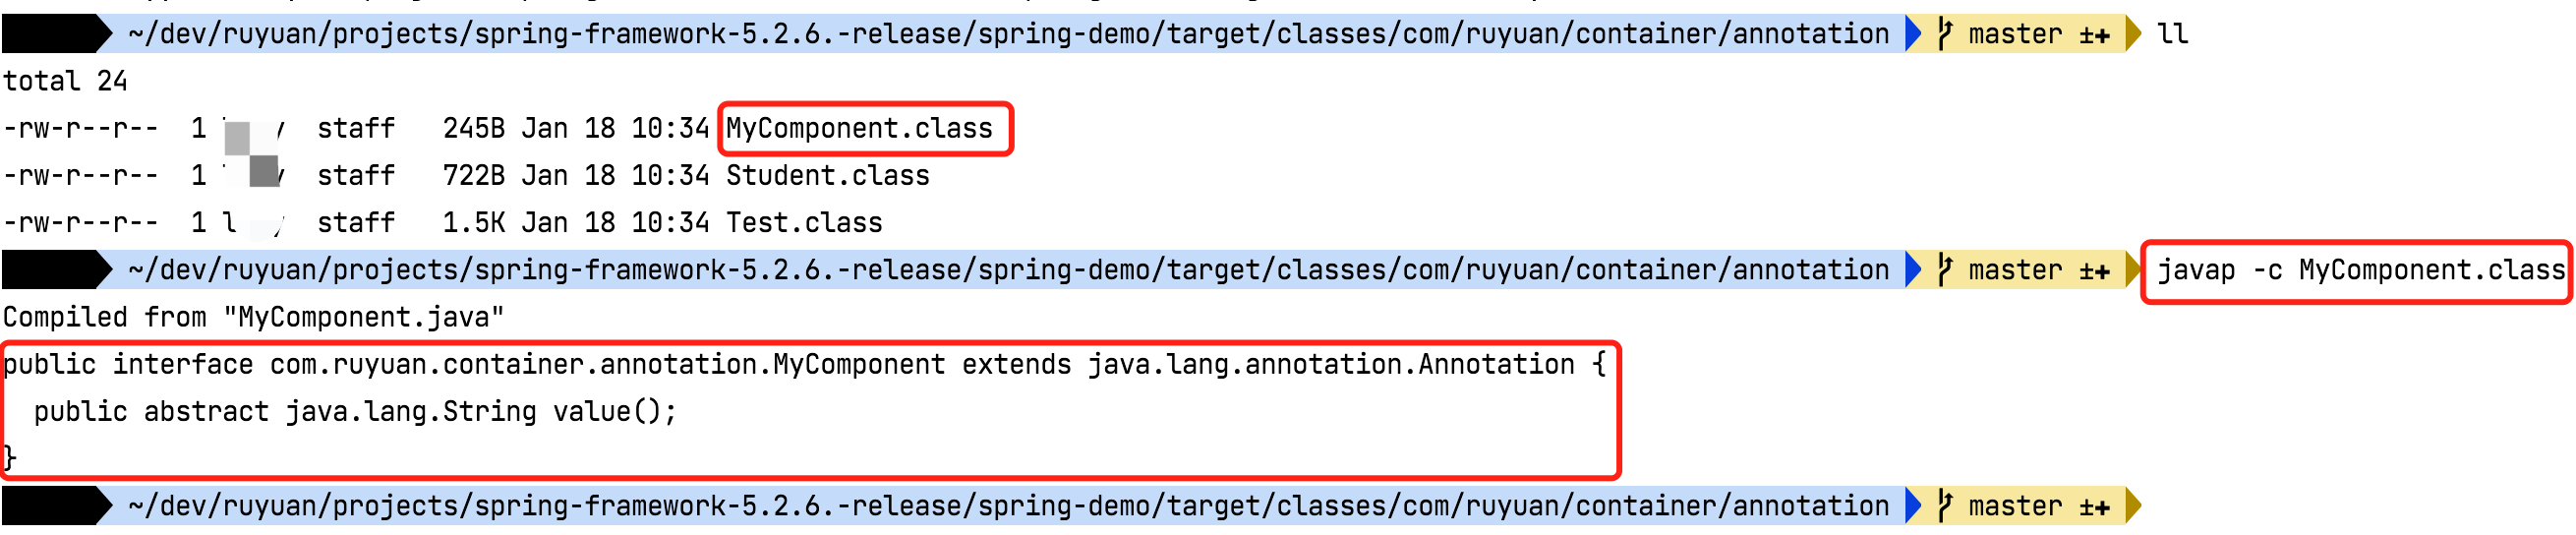 ~/dev/ruyuan/projects/spring-framework-5.2.6.-release/spring-demo/target/classes/com/ruyuan/container/annotation master ±+ ll
total 24
-rw-r--r-- 1 staff 245B Jan 18 10:34 MyComponent.class
-rw-r--r-- 1 staff 722B Jan 18 10:34 Student.class
-rw-r--r-- 1 staff 1.5K Jan 18 10:34 Test.class
~/dev/ruyuan/projects/spring-framework-5.2.6.-release/spring-demo/target/classes/com/ruyuan/container/annotation master ±+ javap -c MyComponent.class
Compiled from "MyComponent.java"
public interface com.ruyuan.container.annotation.MyComponent extends java.lang.annotation.Annotation {
  public abstract java.lang.String value();
}
~/dev/ruyuan/projects/spring-framework-5.2.6.-release/spring-demo/target/classes/com/ruyuan/container/annotation master ±+